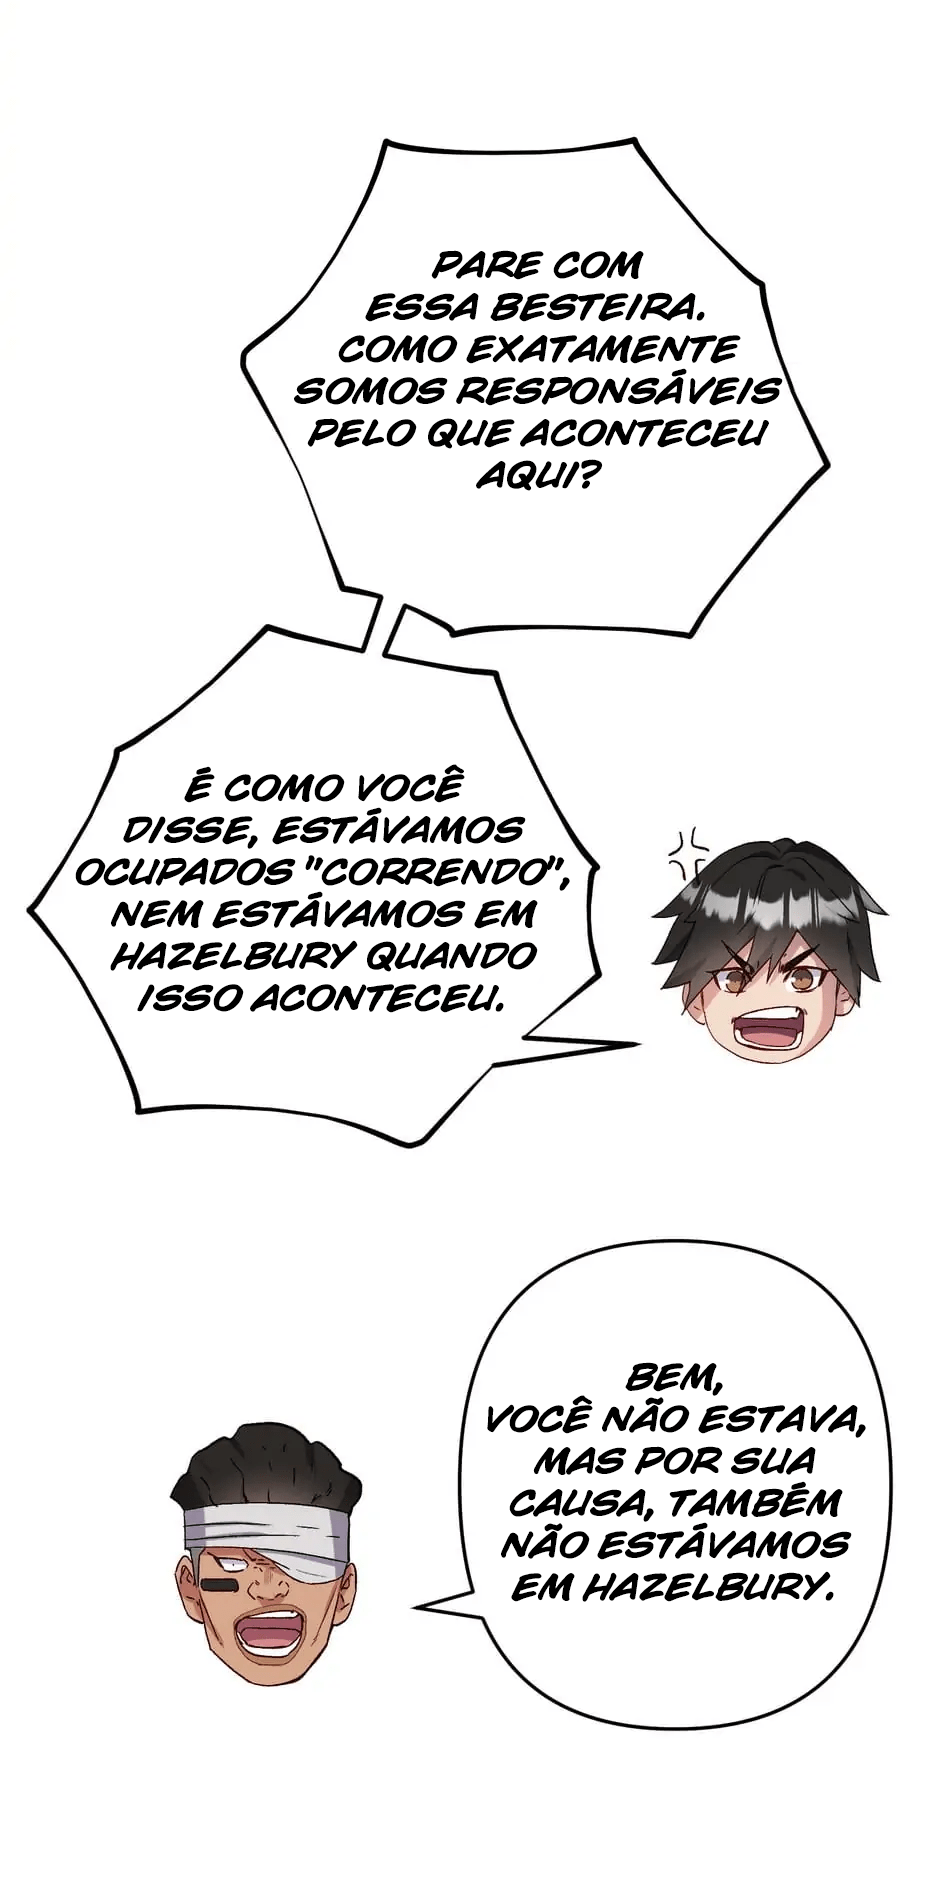 PARE COM
ESSA BESTEIRA.
COMO EXATAMENTE
SOMOS RESPONSÁVEIS
PELO QUE ACONTECEU
AQUI?
É COMO VOCÊ
DISSE, ESTÁVAMOS
OCUPADOS "CORRENDO",
NEM ESTÁVAMOS EM
HAZELBURY QUANDO
ISSO ACONTECEU.
BEM,
VOCÊ NÃO ESTAVA,
MAS POR SUA
CAUSA, TAMBÉM
NÃO ESTÁVAMOS
EM HAZELBURY.